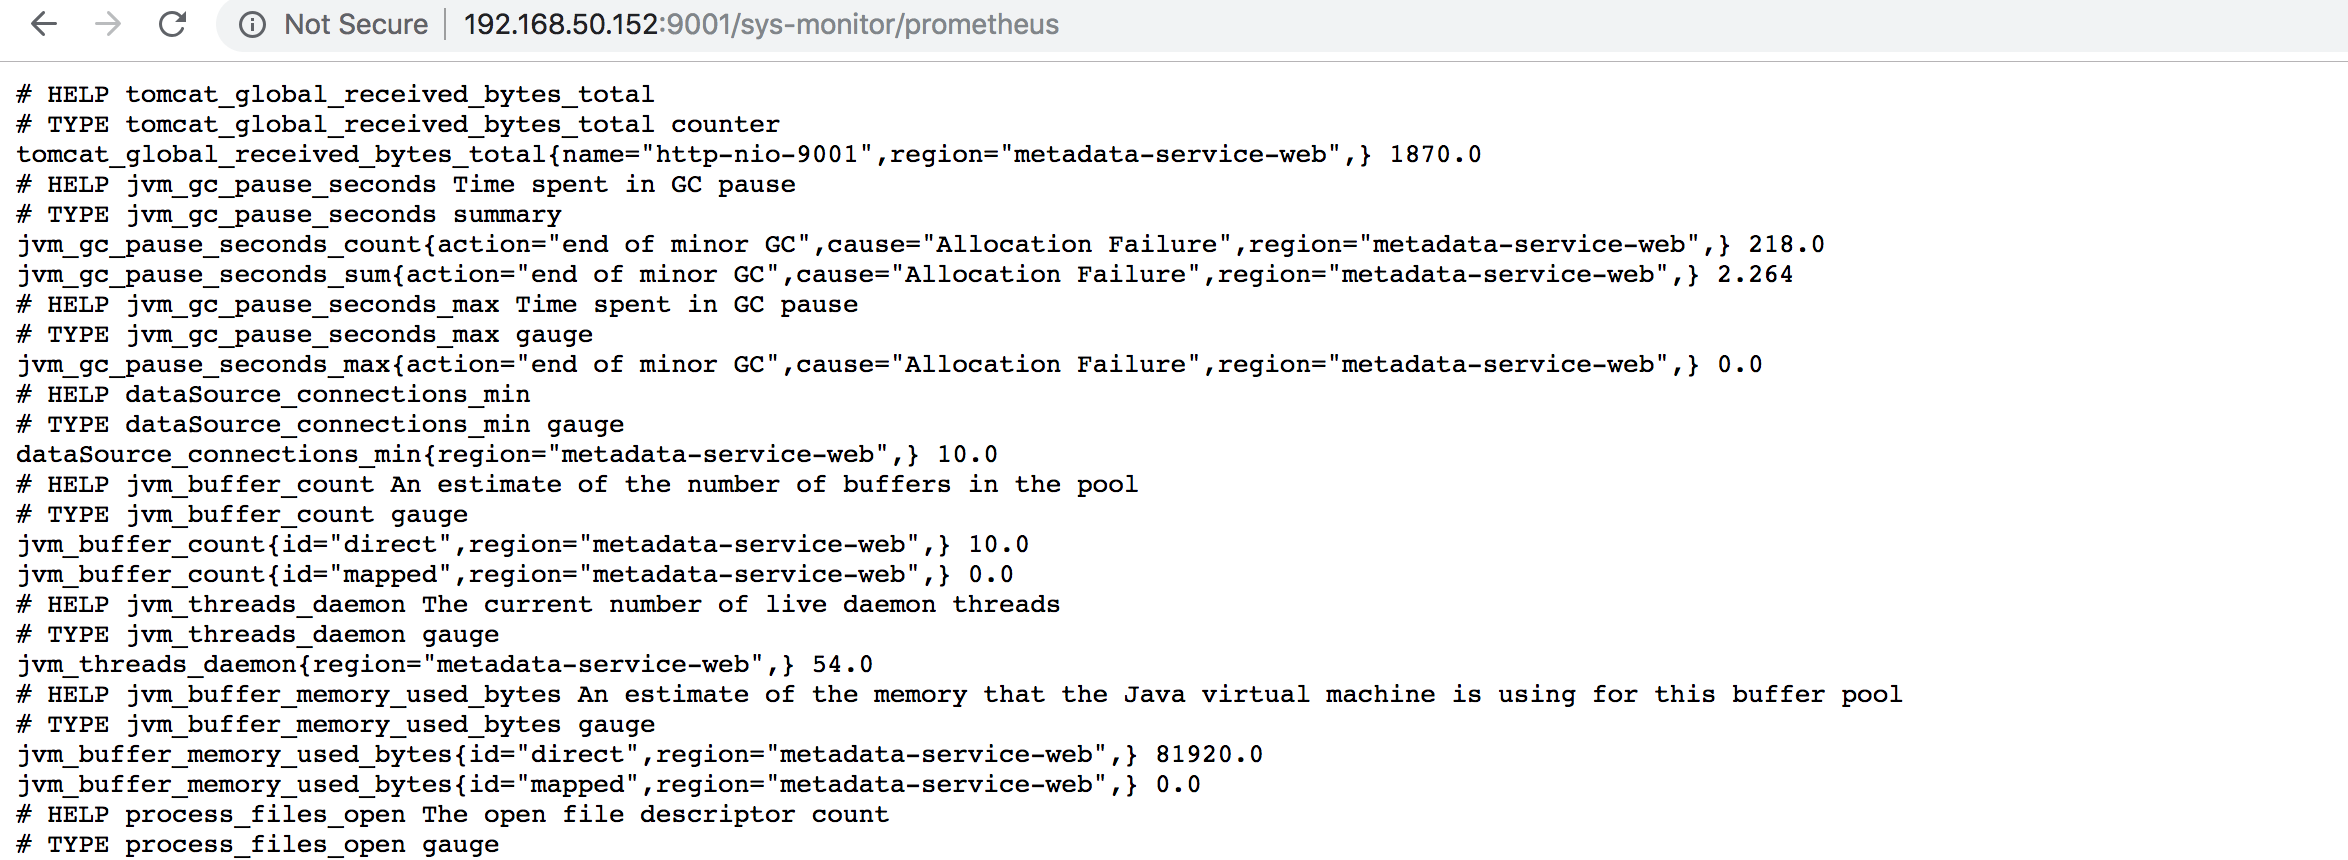 Not Secure 192.168.50.152:9001/sys-monitor/prometheus
# HELP tomcat_global_received_bytes_total
# TYPE tomcat_global_received_bytes_total counter
tomcat_global_received_bytes_total{name="http-nio-9001",region="metadata-service-web",} 1870.0
# HELP jvm_gc_pause_seconds Time spent in GC pause
# TYPE jvm_gc_pause_seconds summary
jvm_gc_pause_seconds_count{action="end of minor GC",cause="Allocation Failure",region="metadata-service-web",} 218.0
jvm_gc_pause_seconds_sum{action="end of minor GC",cause="Allocation Failure",region="metadata-service-web",} 2.264
# HELP jvm_gc_pause_seconds_max Time spent in GC pause
# TYPE jvm_gc_pause_seconds_max gauge
jvm_gc_pause_seconds_max{action="end of minor GC",cause="Allocation Failure",region="metadata-service-web",} 0.0
# HELP dataSource_connections_min
# TYPE dataSource_connections_min gauge
dataSource_connections_min{region="metadata-service-web",} 10.0
# HELP jvm_buffer_count An estimate of the number of buffers in the pool
# TYPE jvm_buffer_count gauge
jvm_buffer_count{id="direct",region="metadata-service-web",} 10.0
jvm_buffer_count{id="mapped",region="metadata-service-web",} 0.0
# HELP jvm_threads_daemon The current number of live daemon threads
# TYPE jvm_threads_daemon gauge
jvm_threads_daemon{region="metadata-service-web",} 54.0
# HELP jvm_buffer_memory_used_bytes An estimate of the memory that the Java virtual machine is using for this buffer pool
# TYPE jvm_buffer_memory_used_bytes gauge
jvm_buffer_memory_used_bytes{id="direct",region="metadata-service-web",} 81920.0
jvm_buffer_memory_used_bytes{id="mapped",region="metadata-service-web",} 0.0
# HELP process_files_open The open file descriptor count
# TYPE process_files_open gauge